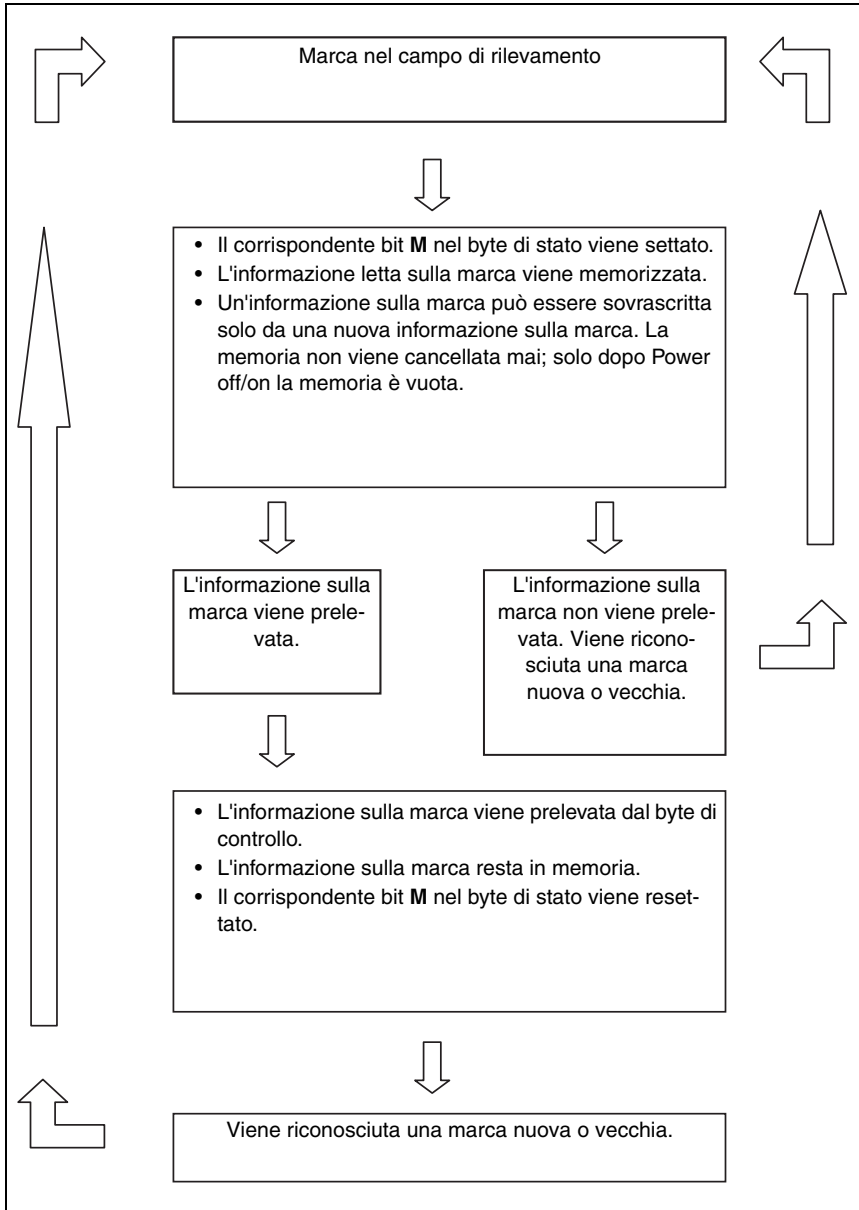 Marca nel campo di rilevamento
• Il corrispondente bit M nel byte di stato viene settato.
• L'informazione letta sulla marca viene memorizzata.
• Un'informazione sulla marca può essere sovrascritta
solo da una nuova informazione sulla marca. La
memoria non viene cancellata mai; solo dopo Power
off/on la memoria è vuota.
L'informazione sulla
marca viene prele-
vata.
L'informazione sulla
marca non viene prele-
vata. Viene ricono-
sciuta una marca
nuova o vecchia.
• L'informazione sulla marca viene prelevata dal byte di
controllo.
• L'informazione sulla marca resta in memoria.
• Il corrispondente bit M nel byte di stato viene reset-
tato.
Viene riconosciuta una marca nuova o vecchia.